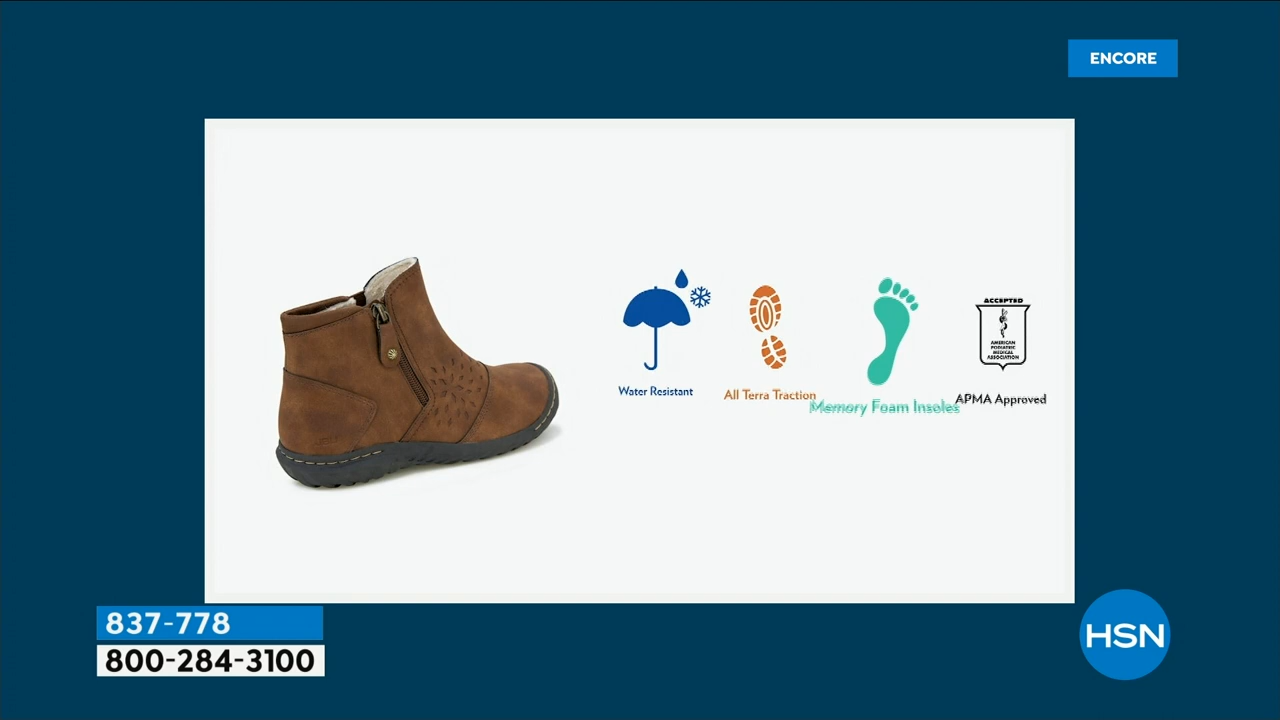 ENCORE
ACCEPTED
AMERICAN
PODIATRIC
MEDICAL
ASSOCIATION
Water Resistant
All Terra Traction
Memory Foam Insoles
APMA Approved
837-778
800-284-3100
HSN